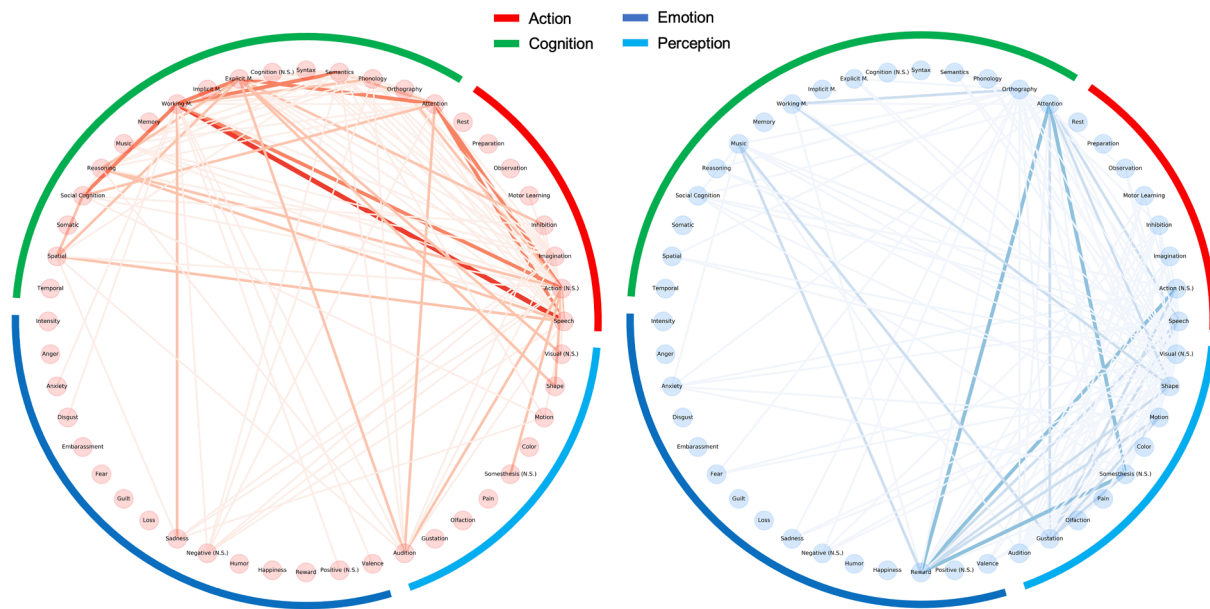 Action
Emotion
Cognition
Perception
Syntax
Cognition (N.S.)
Semantics
Explicit M.
Phonology
Implicit M.
Orthography
Working M.
Attention
Memory
Rest
Music
Preparation
Reasoning
Observation
Social Cognition
Motor Learning
Somatic
Inhibition
Spatial
Imagination
Temporal
Action (N.S.)
Intensity
Speech
Anger
Visual (N.S.)
Anxiety
Shape
Disgust
Motion
Embarassment
Color
Fear
Somesthesis (N.S.)
Guilt
Pain
Loss
Olfaction
Sadness
Gustation
Negative (N.S.)
Audition
Humor
Valence
Happiness
Positive (N.S.)
Reward
Syntax
Cognition (N.S.)
Semantics
Explicit M.
Phonology
Implicit M.
Orthography
Working M.
Attention
Memory
Rest
Music
Preparation
Reasoning
Observation
Social Cognition
Motor Learning
Somatic
Inhibition
Spatial
Imagination
Temporal
Action (N.S.)
Intensity
Speech
Anger
Visual (N.S.)
Anxiety
Shape
Disgust
Motion
Embarassment
Color
Fear
Somesthesis (N.S.)
Guilt
Pain
Loss
Olfaction
Sadness
Gustation
Negative (N.S.)
Audition
Humor
Valence
Happiness
Positive (N.S.)
Reward